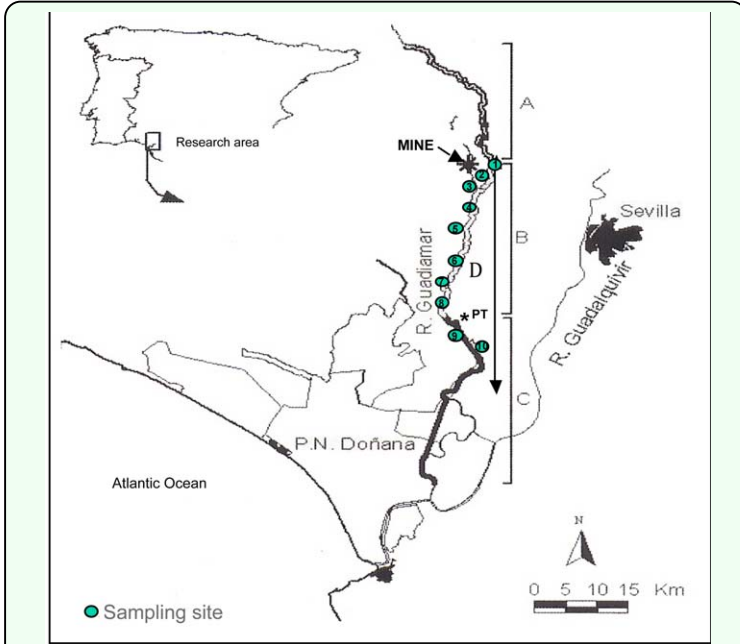 A
Research area
MINE
1
2
3
4
5
6
7
8
9
10
B
Sevilla
D
R. Guadiamar
R. Guadalquivir
* PT
C
P.N. Doñana
Atlantic Ocean
N
0 5 10 15 Km
Sampling site